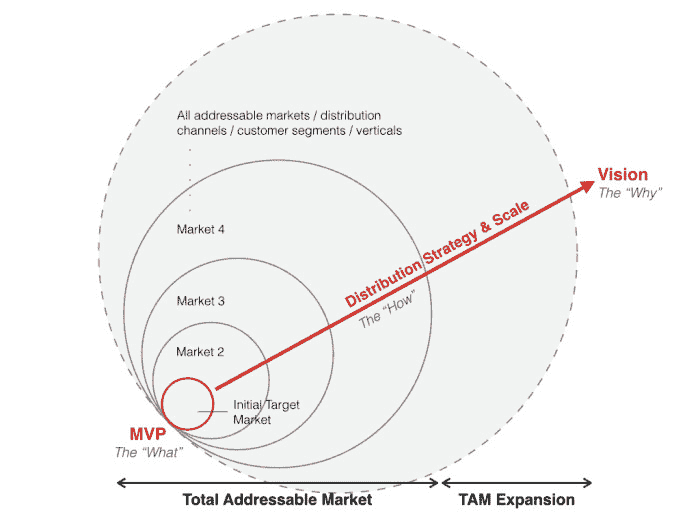 All addressable markets / distribution
channels / customer segments / verticals
Vision
The “Why”
Distribution Strategy & Scale
The “How”
Market 4
Market 3
Market 2
Initial Target
Market
MVP
The “What”
Total Addressable Market
TAM Expansion